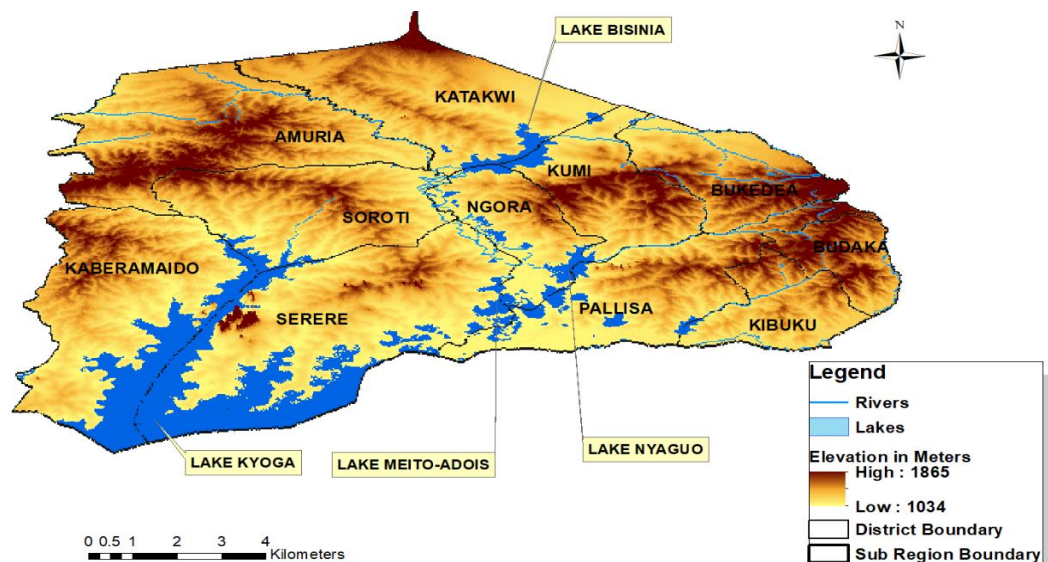 LAKE BISINIA
N
KATAKWI
AMURIA
KUMI
BUKEDEA
NGORA
SOROTI
BUDAKA
KABERAMAIDO
PALLISA
SERERE
KIBUKU
LAKE KYOGA
LAKE MEITO-ADOIS
LAKE NYAGUO
Legend
Rivers
Lakes
Elevation in Meters
High : 1865
Low : 1034
District Boundary
Sub Region Boundary
0 0.5 1 2 3 4
Kilometers